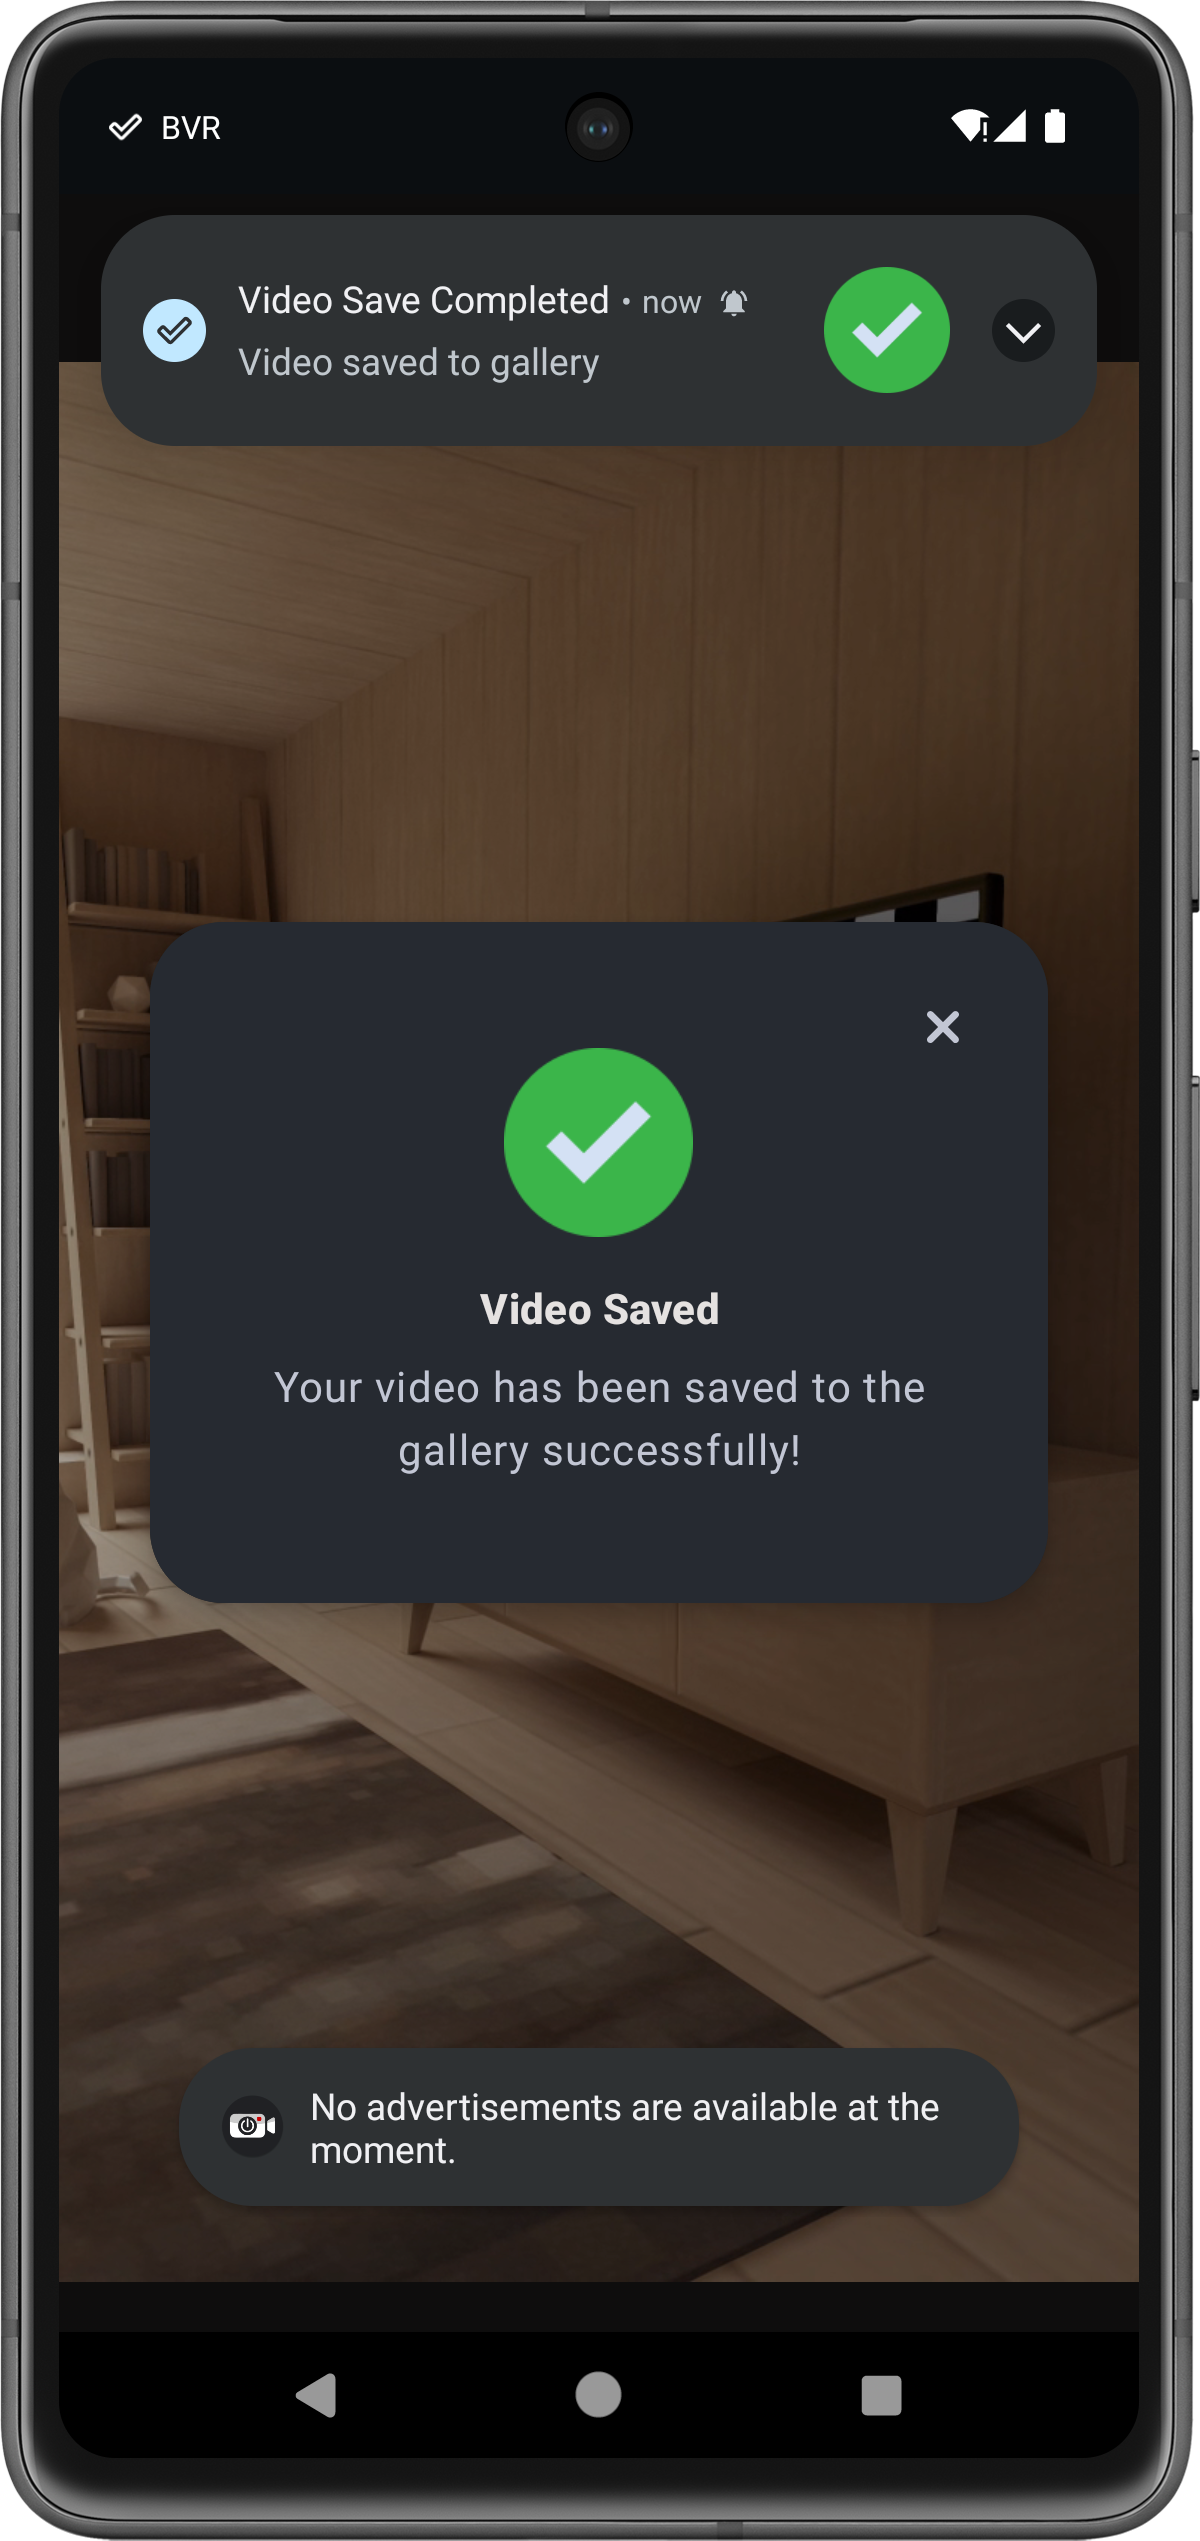 BVR
Video Save Completed • now
Video saved to gallery
Video Saved
Your video has been saved to the
gallery successfully!
No advertisements are available at the
moment.